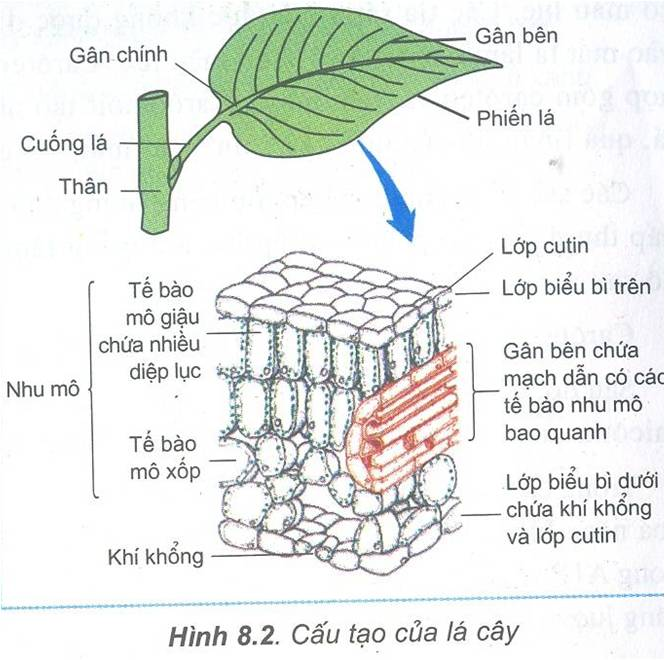 Gân chính
Gân bên
Phiến lá
Cuống lá
Thân
Lớp cutin
Lớp biểu bì trên
Tế bào
mô giậu
chứa nhiều
diệp lục
Nhu mô
Gân bên chứa
mạch dẫn có các
tế bào nhu mô
bao quanh
Tế bào
mô xốp
Lớp biểu bì dưới
chứa khí khổng
và lớp cutin
Khí khổng
Hình 8.2. Cấu tạo của lá cây